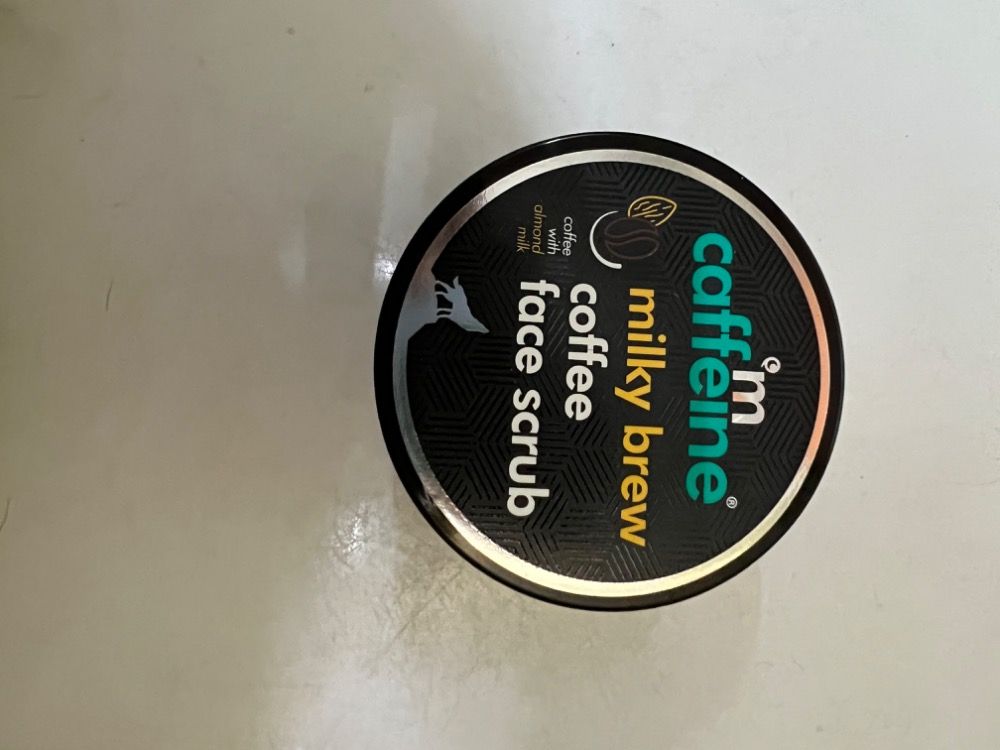 m
caffeine®
milky brew
coffee
face scrub
coffee
with
almond
milk